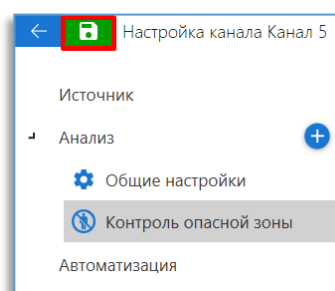 Настройка канала Канал 5
Источник
Анализ
Общие настройки
Контроль опасной зоны
Автоматизация